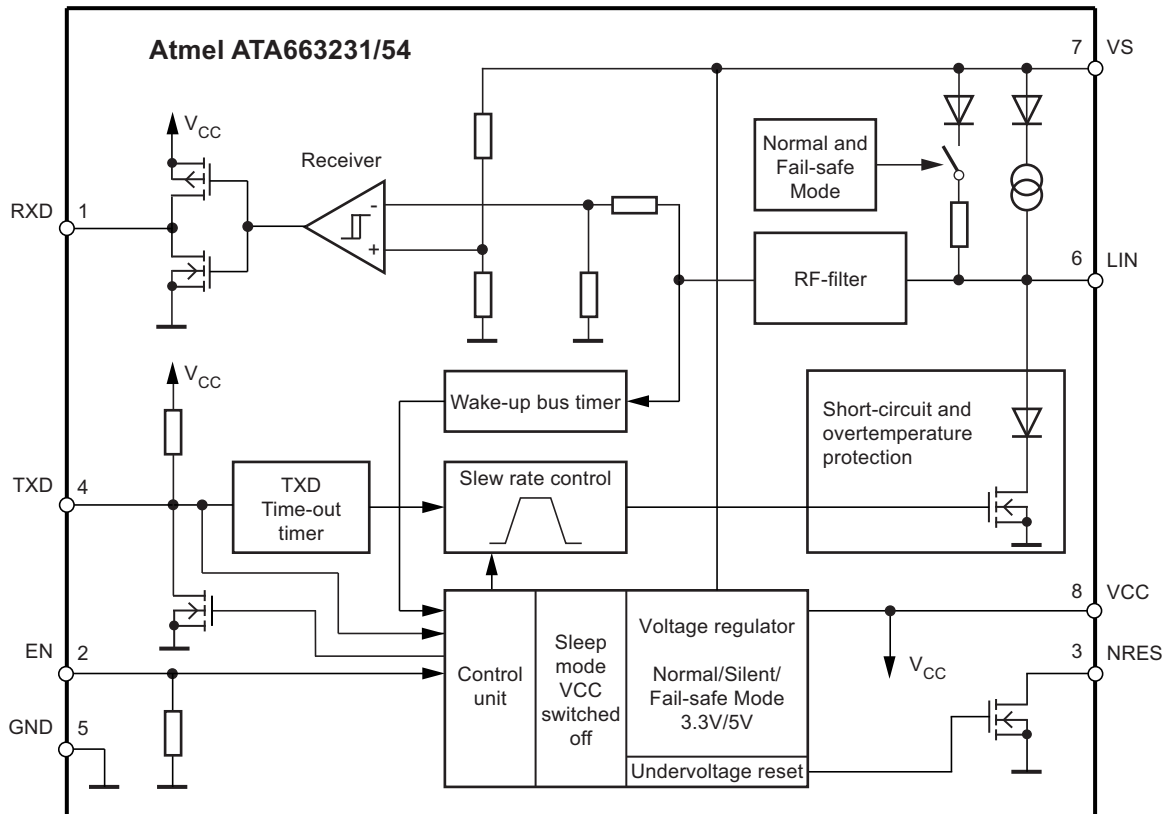 Atmel ATA663231/54
7 VS
VCC
Receiver
Normal and
Fail-safe
Mode
RXD 1
-
+
RF-filter
6 LIN
VCC
Wake-up bus timer
Short-circuit and
overtemperature
protection
TXD 4
TXD
Time-out
timer
Slew rate control
8 VCC
EN 2
Control
unit
Sleep
mode
VCC
switched
off
Voltage regulator
Normal/Silent/
Fail-safe Mode
3.3V/5V
VCC
3 NRES
GND 5
Undervoltage reset